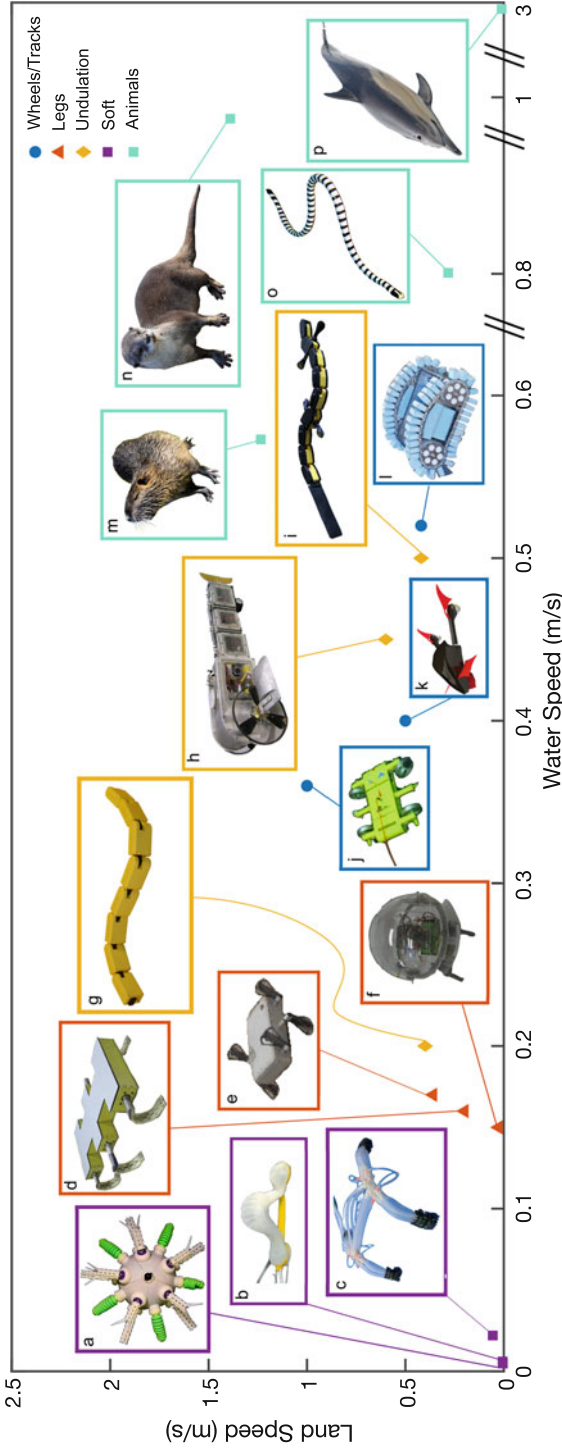 Wheels/Tracks
Legs
Undulation
Soft
Animals
a
b
c
d
e
f
g
h
i
j
k
l
m
n
o
p
2.5
2
1.5
1
0.5
0
Land Speed (m/s)
0 0.1 0.2 0.3 0.4 0.5 0.6 0.8 1 3
Water Speed (m/s)